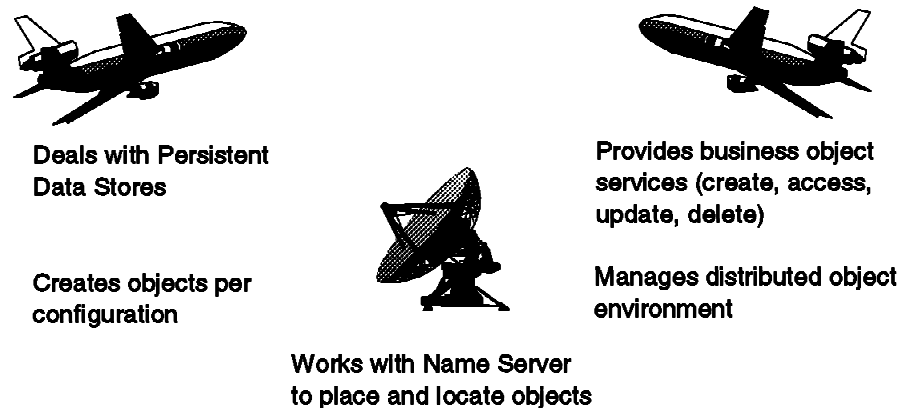 Deals with Persistent
Data Stores
Provides business object
services (create, access,
update, delete)
Creates objects per
configuration
Manages distributed object
environment
Works with Name Server
to place and locate objects